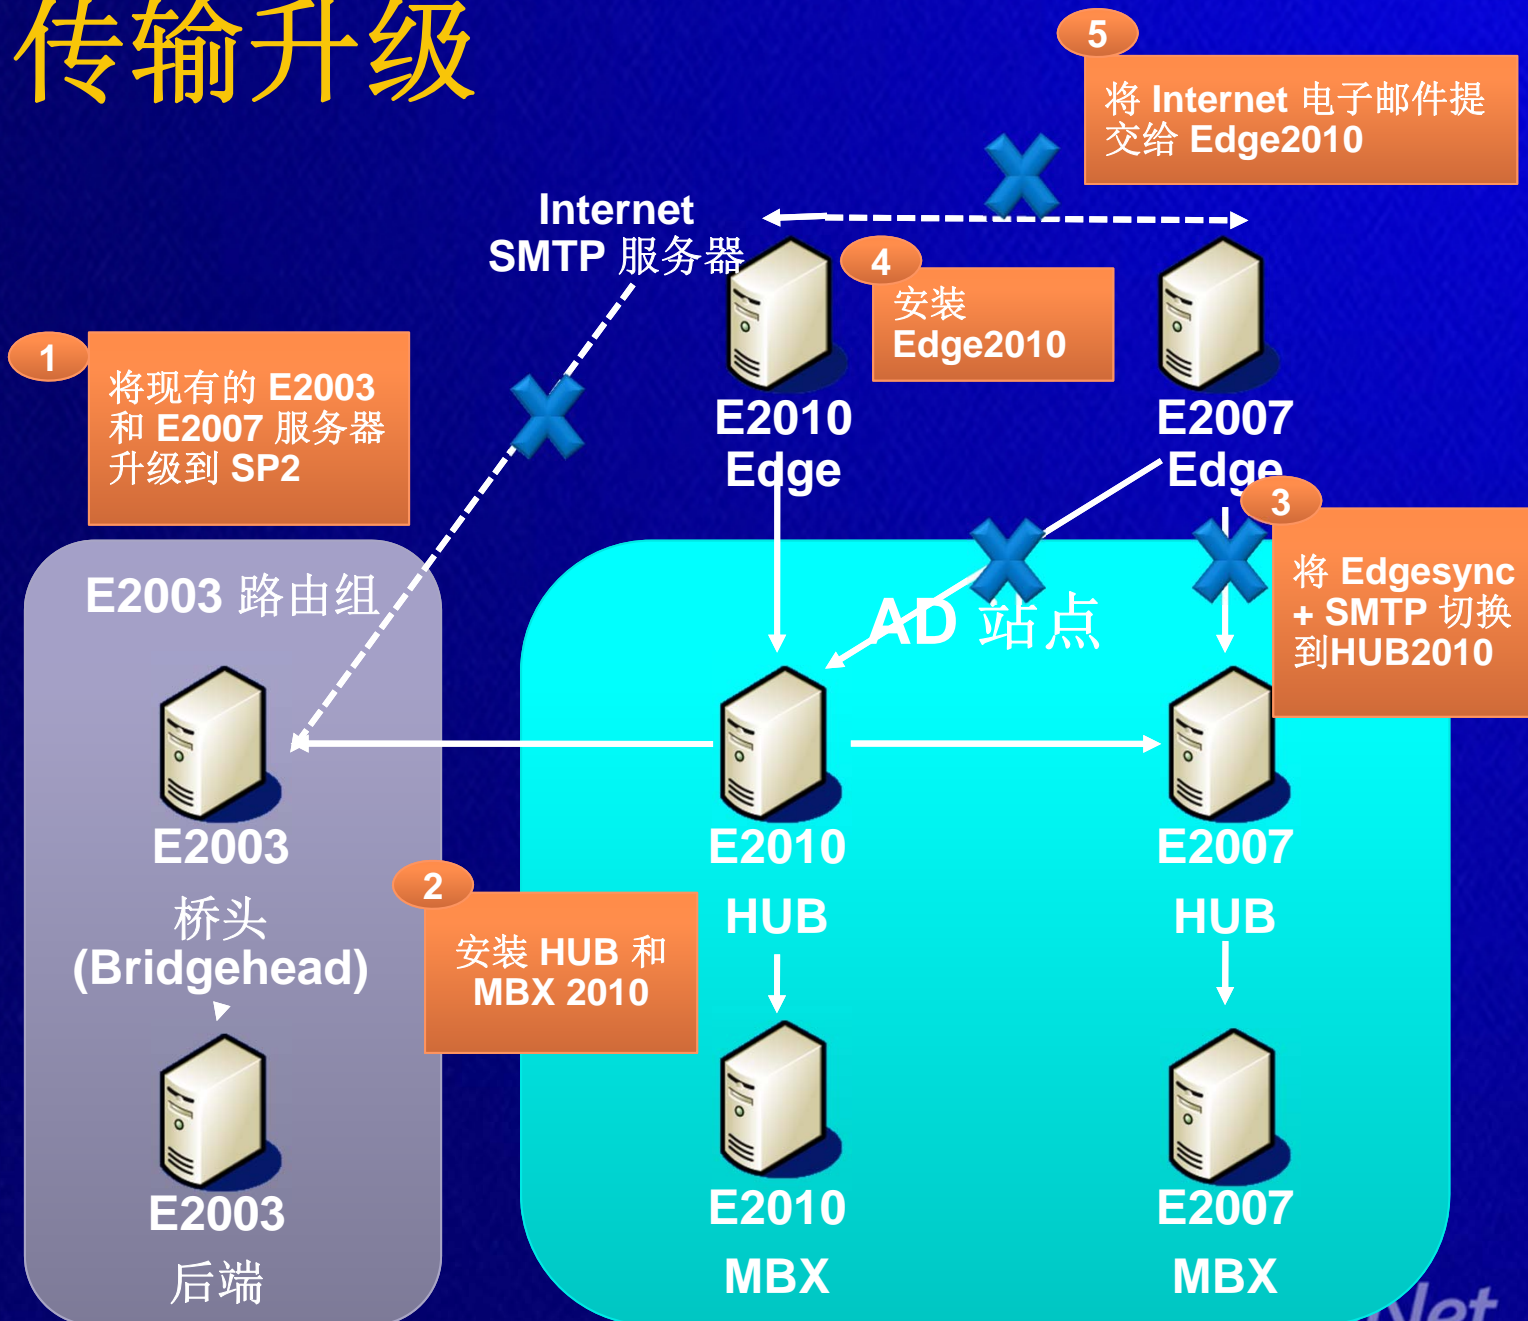 传输升级
5
将 Internet 电子邮件提
交给 Edge2010
Internet
SMTP 服务器
4
安装
Edge2010
1
将现有的 E2003
和 E2007 服务器
升级到 SP2
E2010
Edge
E2007
Edge
3
将 Edgesync
+ SMTP 切换
到HUB2010
E2003 路由组
AD 站点
E2003
桥头
(Bridgehead)
E2010
HUB
E2007
HUB
2
安装 HUB 和
MBX 2010
E2003
后端
E2010
MBX
E2007
MBX
Net